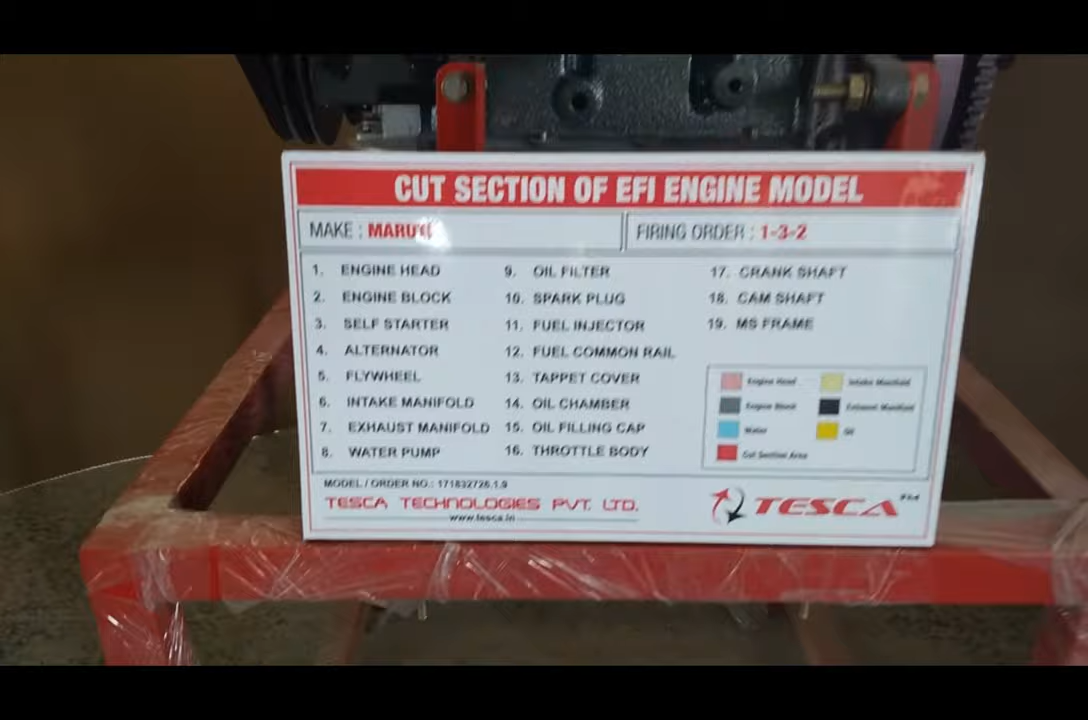 CUT SECTION OF EFI ENGINE MODEL
MAKE : MARUTI
FIRING ORDER : 1-3-2
1. ENGINE HEAD
2. ENGINE BLOCK
3. SELF STARTER
4. ALTERNATOR
5. FLYWHEEL
6. INTAKE MANIFOLD
7. EXHAUST MANIFOLD
8. WATER PUMP
9. OIL FILTER
10. SPARK PLUG
11. FUEL INJECTOR
12. FUEL COMMON RAIL
13. TAPPET COVER
14. OIL CHAMBER
15. OIL FILLING CAP
16. THROTTLE BODY
17. CRANK SHAFT
18. CAM SHAFT
19. MS FRAME
Engine Head
Engine Block
Water
Cut Section Area
Intake Manifold
Exhaust Manifold
Oil
MODEL / ORDER NO.: 171832726.1.9
TESCA TECHNOLOGIES PVT. LTD.
www.tesca.in
TESCA